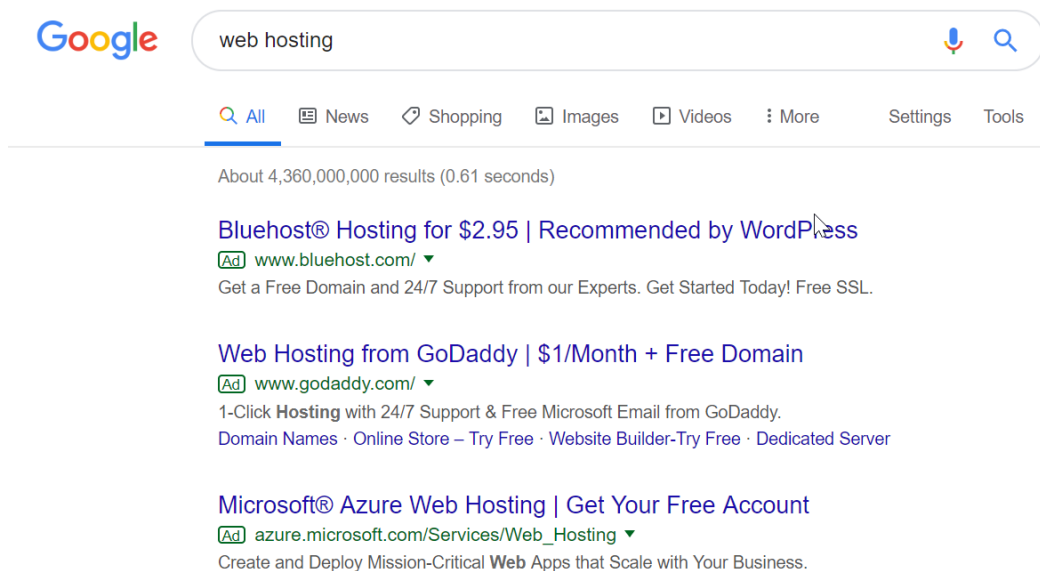 Google
web hosting
All News Shopping Images Videos More Settings Tools
About 4,360,000,000 results (0.61 seconds)
Bluehost® Hosting for $2.95 | Recommended by WordPress
Ad www.bluehost.com/
Get a Free Domain and 24/7 Support from our Experts. Get Started Today! Free SSL.
Web Hosting from GoDaddy | $1/Month + Free Domain
Ad www.godaddy.com/
1-Click Hosting with 24/7 Support & Free Microsoft Email from GoDaddy.
Domain Names · Online Store – Try Free · Website Builder-Try Free · Dedicated Server
Microsoft® Azure Web Hosting | Get Your Free Account
Ad azure.microsoft.com/Services/Web_Hosting
Create and Deploy Mission-Critical Web Apps that Scale with Your Business.